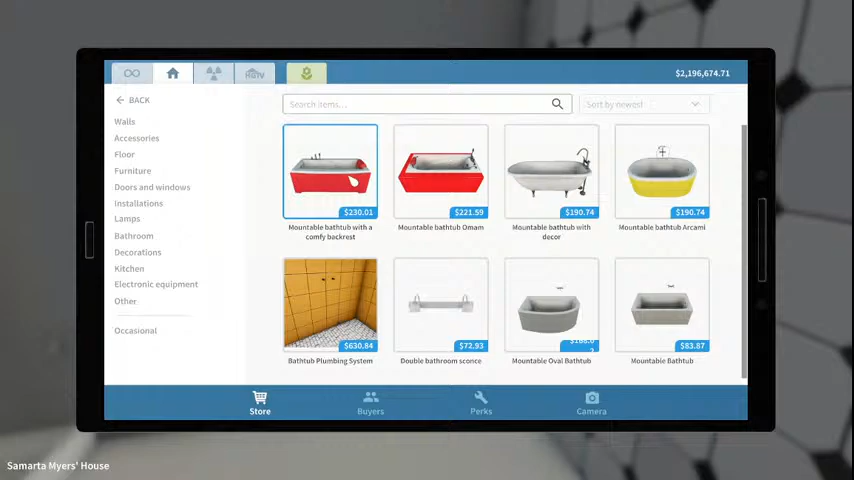 HGTV
$2,196,674.71
BACK
Search items...
Sort by newest
Walls
Accessories
Floor
Furniture
Doors and windows
Installations
Lamps
Bathroom
Decorations
Kitchen
Electronic equipment
Other
Occasional
$230.01
$221.59
$190.74
$190.74
Mountable bathtub with a
comfy backrest
Mountable bathtub Omam
Mountable bathtub with
decor
Mountable bathtub Arcami
$630.84
$72.93
$83.87
Bathtub Plumbing System
Double bathroom sconce
Mountable Oval Bathtub
Mountable Bathtub
Store
Buyers
Perks
Camera
Samarta Myers' House